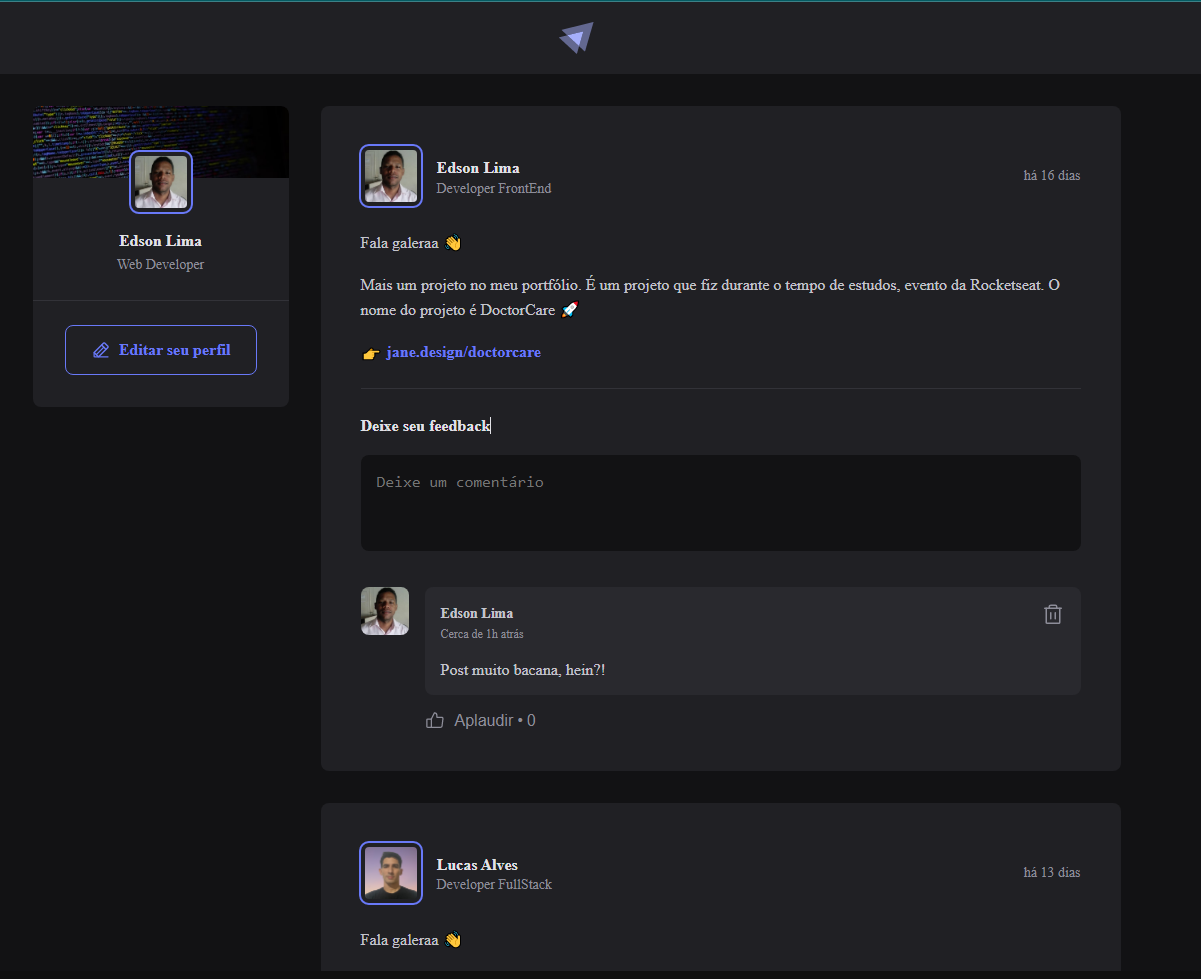 Edson Lima
Web Developer
Editar seu perfil
Edson Lima
Developer FrontEnd
há 16 dias
Fala galeraa 👋
Mais um projeto no meu portfólio. É um projeto que fiz durante o tempo de estudos, evento da Rocketseat. O
nome do projeto é DoctorCare 🚀
👉 jane.design/doctorcare
Deixe seu feedback
Deixe um comentário
Edson Lima
Cerca de 1h atrás
Post muito bacana, hein?!
Aplaudir • 0
Lucas Alves
Developer FullStack
há 13 dias
Fala galeraa 👋